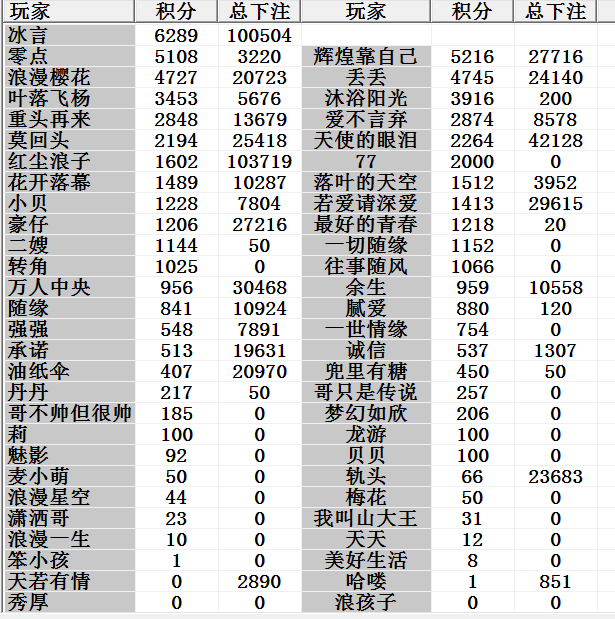 玩家 积分 总下注 玩家 积分 总下注
冰言 6289 100504
零点 5108 3220 辉煌靠自己 5216 27716
浪漫樱花 4727 20723 丢丢 4745 24140
叶落飞杨 3453 5676 沐浴阳光 3916 200
重头再来 2848 13679 爱不言弃 2874 8578
莫回头 2194 25418 天使的眼泪 2264 42128
红尘浪子 1602 103719 77 2000 0
花开落幕 1489 10287 落叶的天空 1512 3952
小贝 1228 7804 若爱请深爱 1413 29615
豪仔 1206 27216 最好的青春 1218 20
二嫂 1144 50 一切随缘 1152 0
转角 1025 0 往事随风 1066 0
万人中央 956 30468 余生 959 10558
随缘 841 10924 腻爱 880 120
强强 548 7891 一世情缘 754 0
承诺 513 19631 诚信 537 1307
油纸伞 407 20970 兜里有糖 450 50
丹丹 217 50 哥只是传说 257 0
哥不帅但很帅 185 0 梦幻如欣 206 0
莉 100 0 龙游 100 0
魅影 92 0 贝贝 100 0
麦小萌 50 0 轨头 66 23683
浪漫星空 44 0 梅花 50 0
潇洒哥 23 0 我叫山大王 31 0
浪漫一生 10 0 天天 12 0
笨小孩 1 0 美好生活 8 0
天若有情 0 2890 哈喽 1 851
秀厚 0 0 浪孩子 0 0